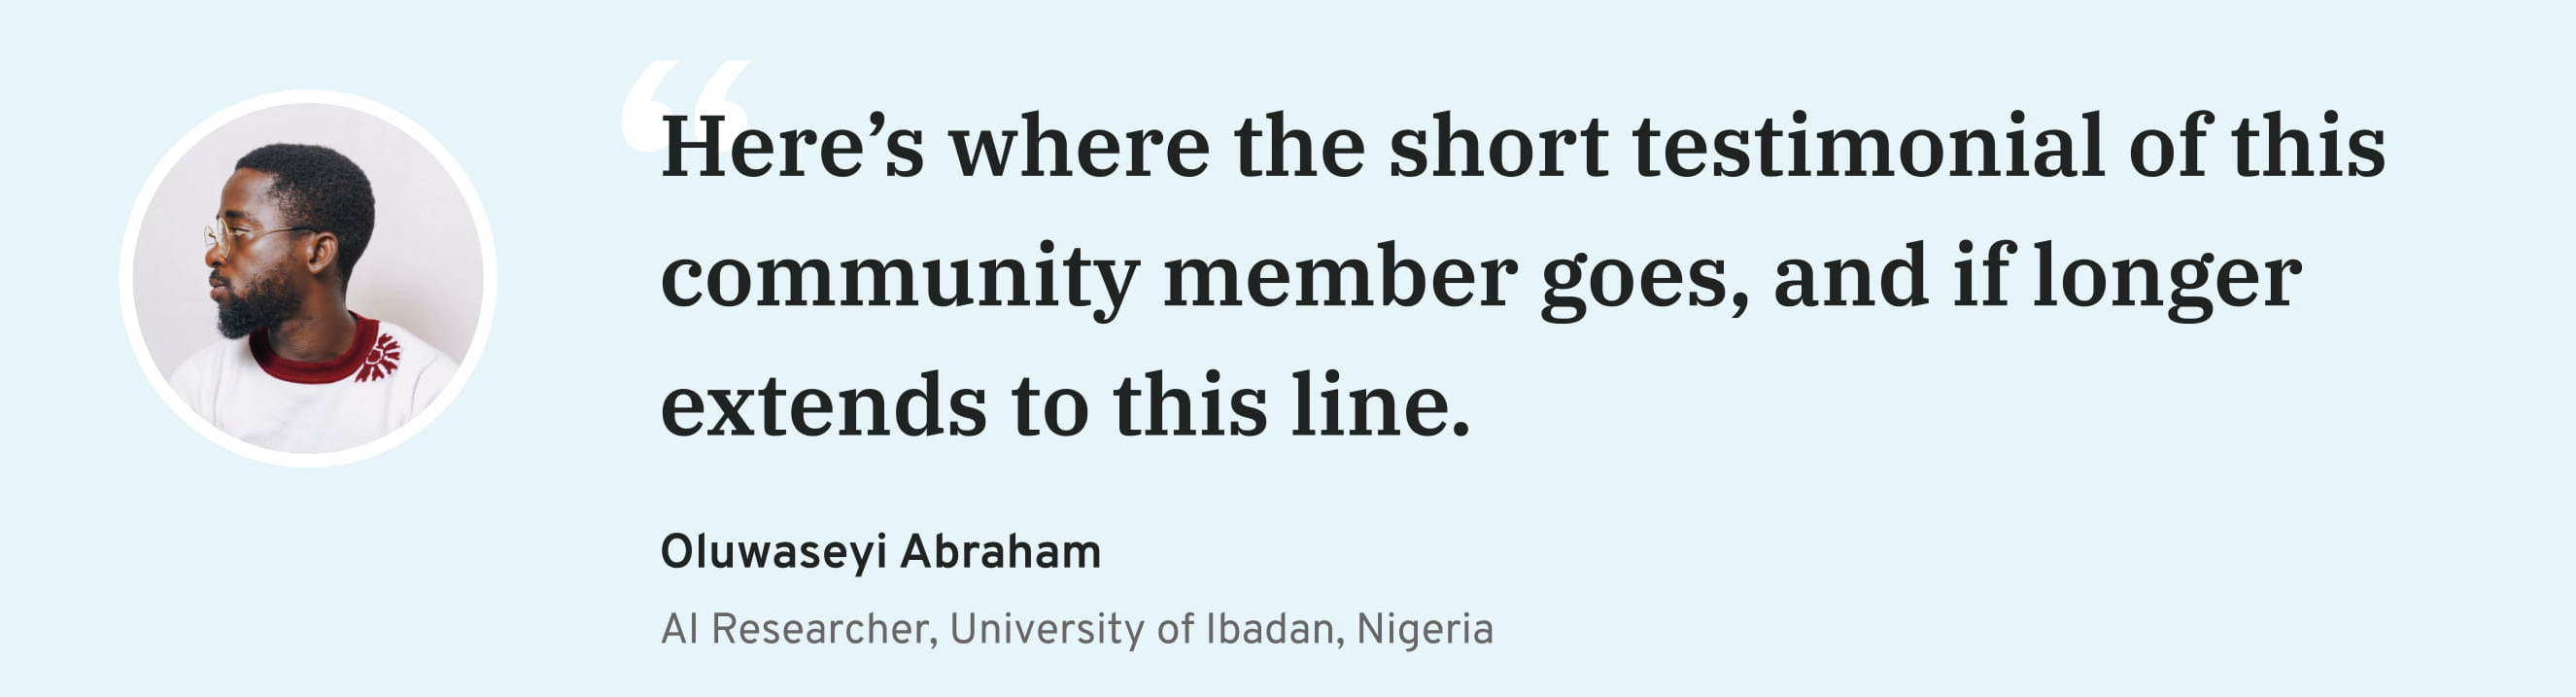 “Here’s where the short testimonial of this
community member goes, and if longer
extends to this line.
Oluwaseyi Abraham
AI Researcher, University of Ibadan, Nigeria